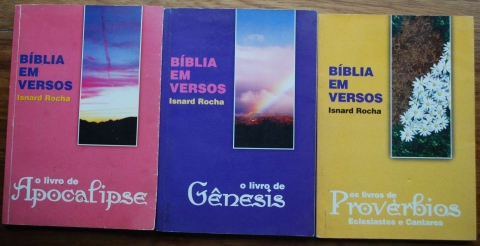 BÍBLIA
EM
VERSOS
Isnard Rocha
o livro de
Apocalipse
BÍBLIA
EM
VERSOS
Isnard Rocha
o livro de
Gênesis
BÍBLIA
EM
VERSOS
Isnard Rocha
os livros de
Provérbios
Eclesiastes e Cantares